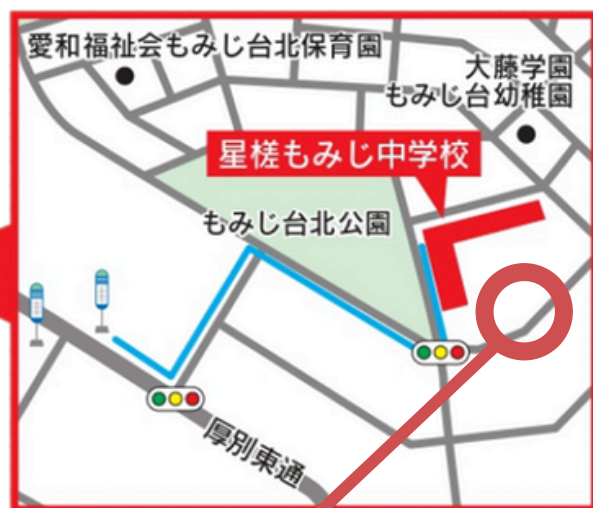 愛和福祉会もみじ台北保育園
大藤学園
もみじ台幼稚園
星槎もみじ中学校
もみじ台北公園
厚別東通